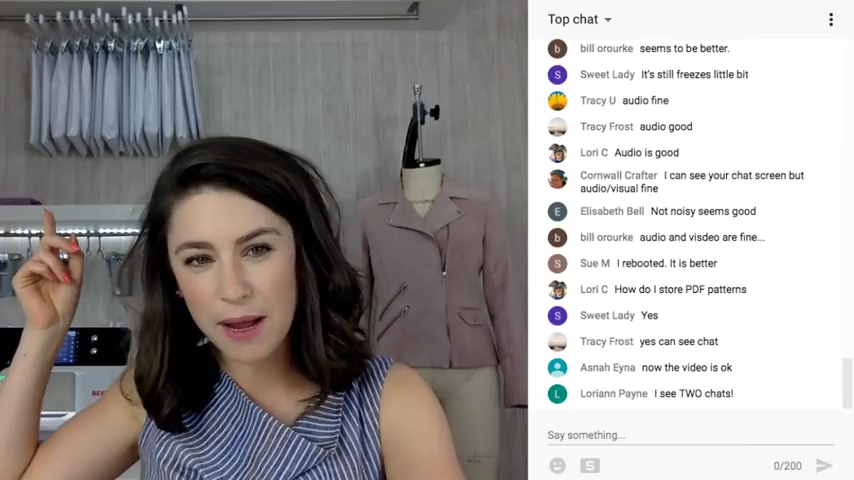 Top chat
b bill orourke seems to be better.
S Sweet Lady It's still freezes little bit
Tracy U audio fine
Tracy Frost audio good
Lori C Audio is good
Cornwall Crafter I can see your chat screen but
audio/visual fine
E Elisabeth Bell Not noisy seems good
b bill orourke audio and visdeo are fine...
S Sue M I rebooted. It is better
Lori C How do I store PDF patterns
S Sweet Lady Yes
Tracy Frost yes can see chat
Asnah Eyna now the video is ok
L Loriann Payne I see TWO chats!
Say something...
0/200